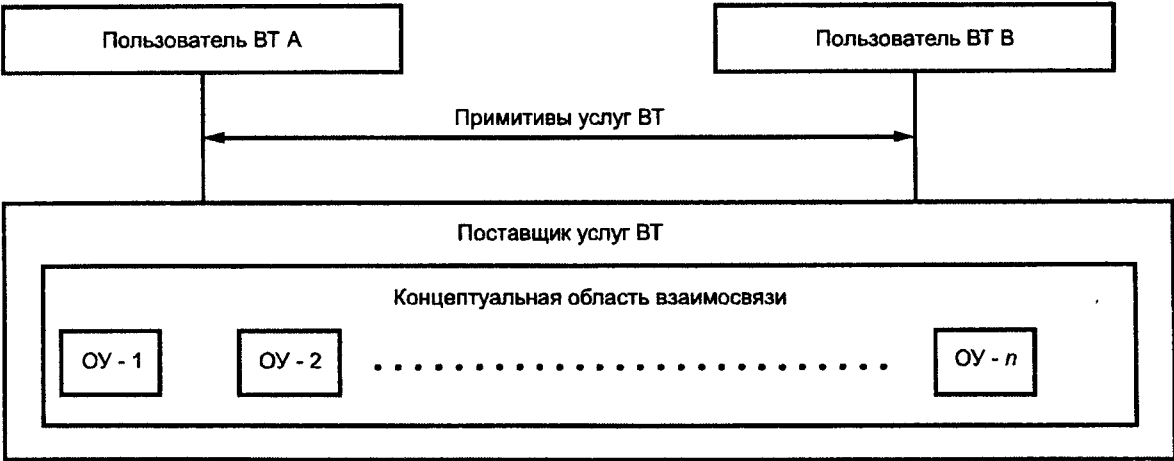 Пользователь ВТ А
Пользователь ВТ В
Примитивы услуг ВТ
Поставщик услуг ВТ
Концептуальная область взаимосвязи
ОУ - 1
ОУ - 2
ОУ - n